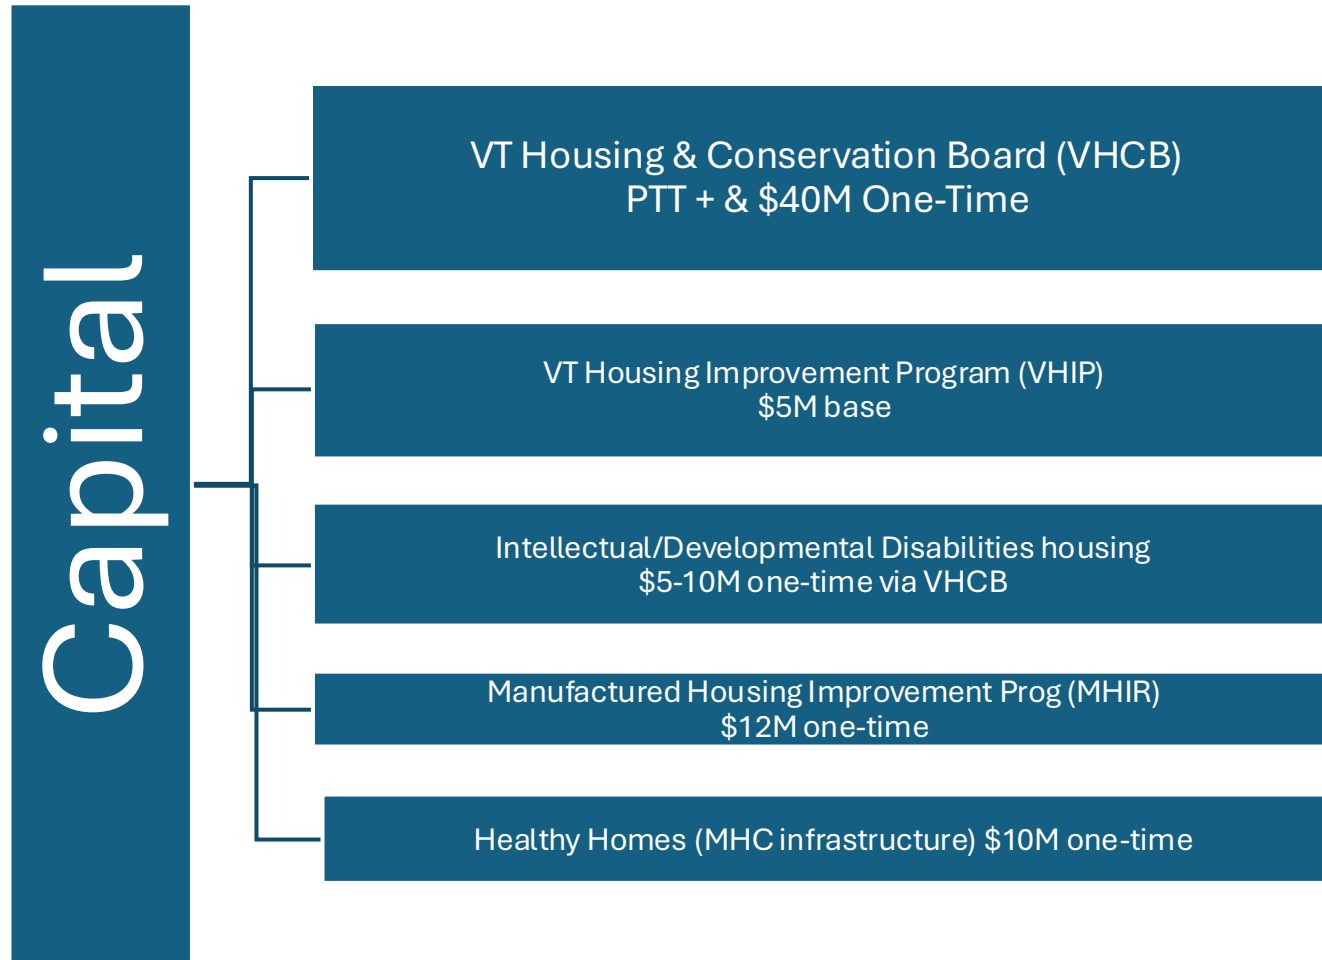 Capital
VT Housing & Conservation Board (VHCB)
PTT + & $40M One-Time
VT Housing Improvement Program (VHIP)
$5M base
Intellectual/Developmental Disabilities housing
$5-10M one-time via VHCB
Manufactured Housing Improvement Prog (MHIR)
$12M one-time
Healthy Homes (MHC infrastructure) $10M one-time